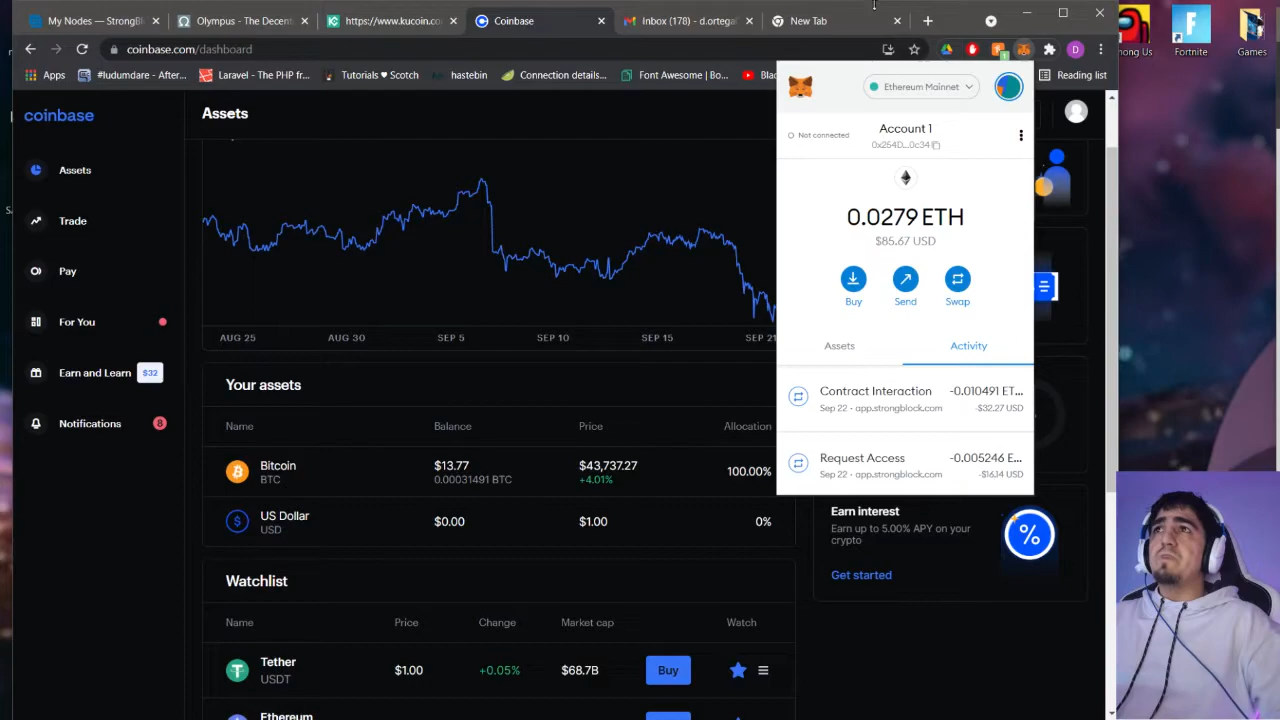 My Nodes — StrongBl
Olympus - The Decent
https://www.kucoin.co
Coinbase
Inbox (178) - d.ortegal
New Tab
coinbase.com/dashboard
Apps
#ludumdare - After...
Laravel - The PHP fr...
Tutorials ♥ Scotch
hastebin
Connection details...
Font Awesome | Bo...
Blac
Reading list
1
D
mong Us
Fortnite
Games
coinbase
Assets
Trade
Pay
For You
Earn and Learn
$32
Notifications
8
Assets
AUG 25
AUG 30
SEP 5
SEP 10
SEP 15
SEP 21
Your assets
Name
Balance
Price
Allocation
Bitcoin
BTC
$13.77
0.00031491 BTC
$43,737.27
+4.01%
100.00%
US Dollar
USD
$0.00
$1.00
0%
Watchlist
Name
Price
Change
Market cap
Watch
Tether
USDT
$1.00
+0.05%
$68.7B
Buy
Ethereum
Ethereum Mainnet
Not connected
Account 1
0x254D...0c34
0.0279 ETH
$85.67 USD
Buy
Send
Swap
Assets
Activity
Contract Interaction
-0.010491 ET...
Sep 22 - app.strongblock.com
-$32.27 USD
Request Access
-0.005246 E...
Sep 22 - app.strongblock.com
-$16.14 USD
Earn interest
Earn up to 5.00% APY on your
crypto
%
Get started